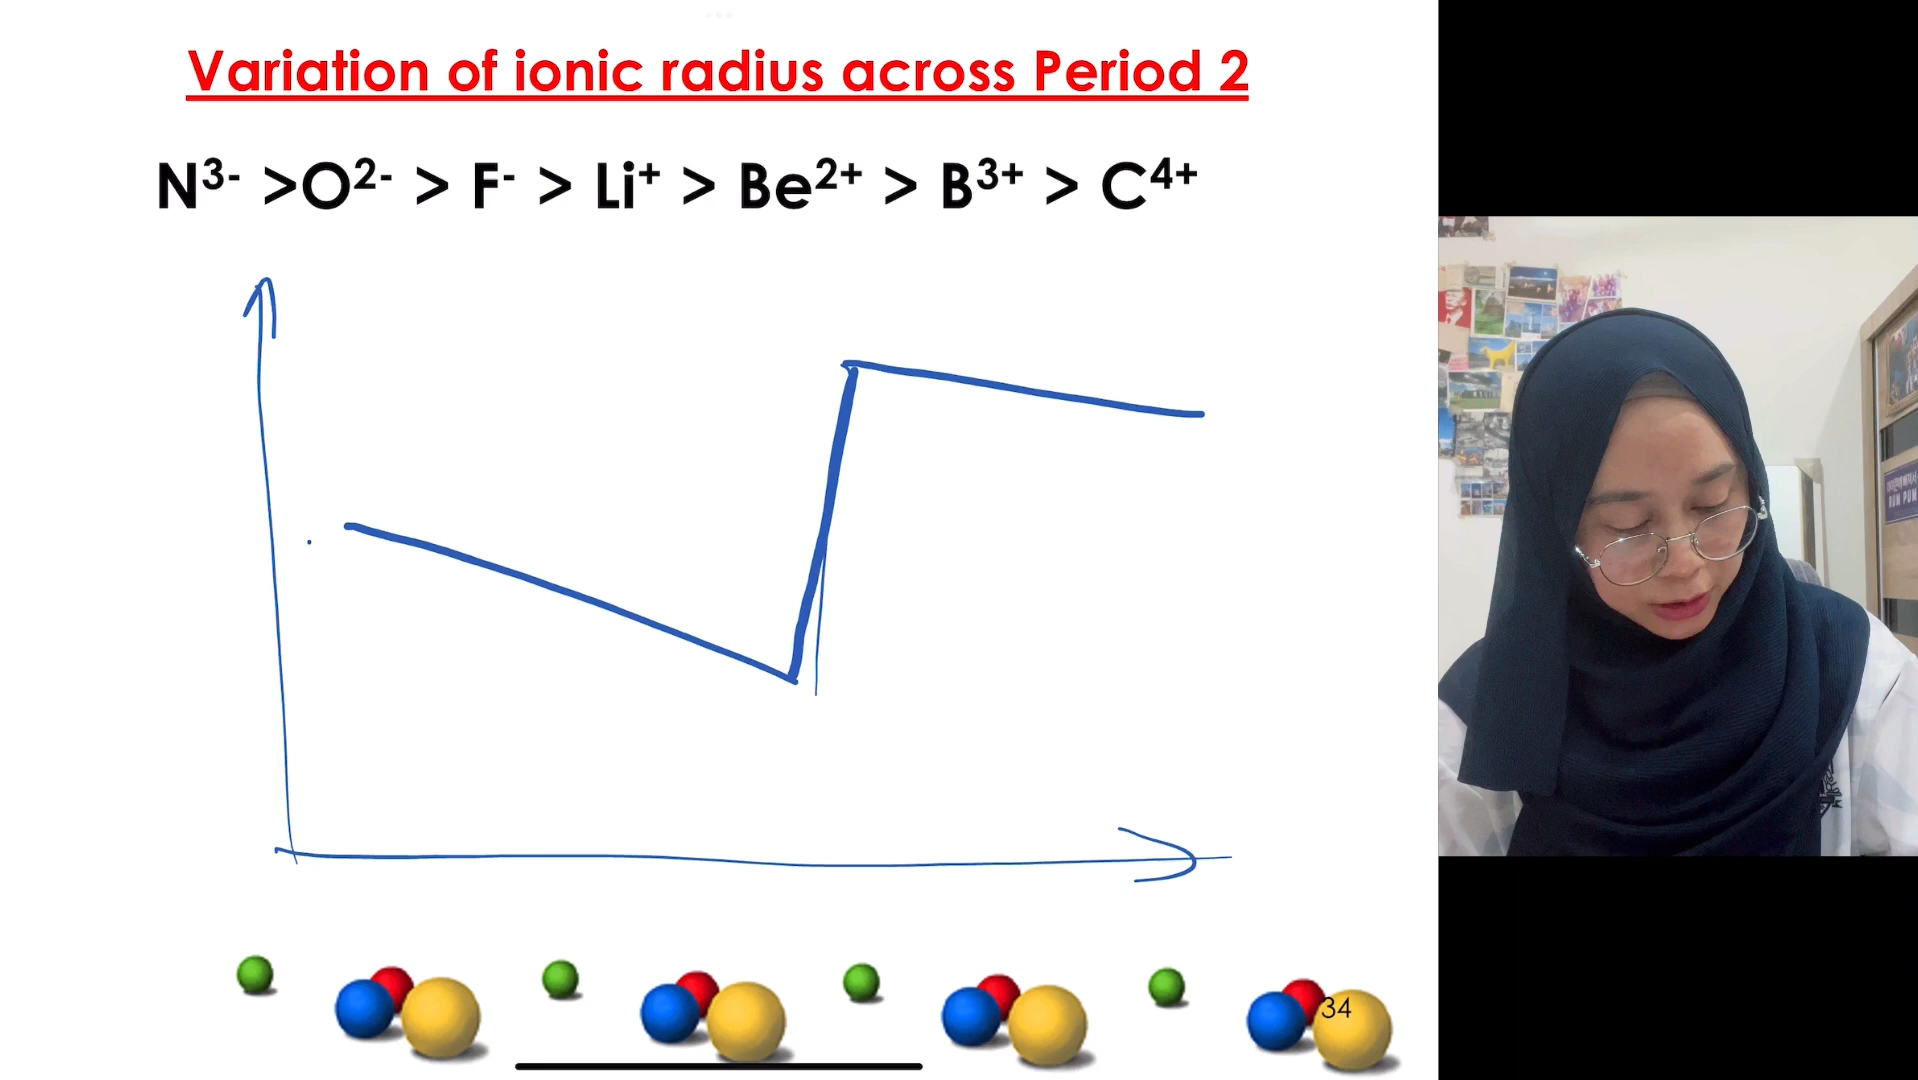 Variation of ionic radius across Period 2
N³⁻ >O²⁻ > F⁻ > Li⁺ > Be²⁺ > B³⁺ > C⁴⁺
34